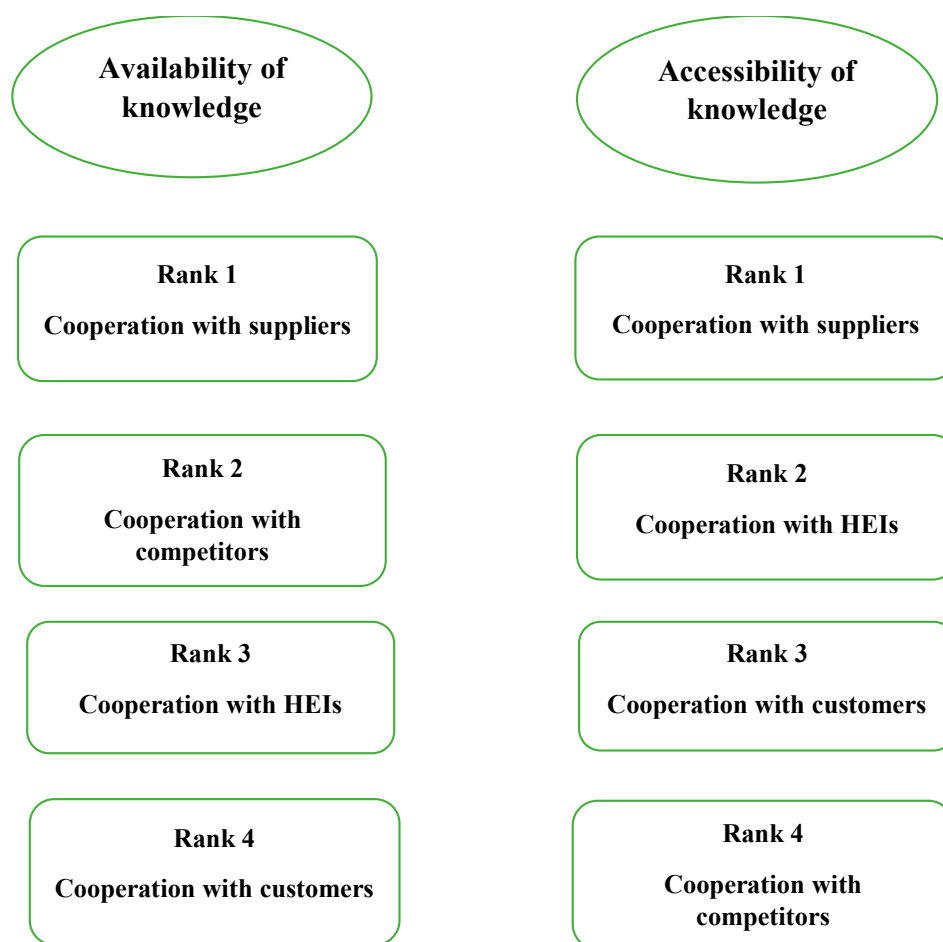 Availability of
knowledge
Accessibility of
knowledge
Rank 1
Cooperation with suppliers
Rank 1
Cooperation with suppliers
Rank 2
Cooperation with
competitors
Rank 2
Cooperation with HEIs
Rank 3
Cooperation with HEIs
Rank 3
Cooperation with customers
Rank 4
Cooperation with customers
Rank 4
Cooperation with
competitors